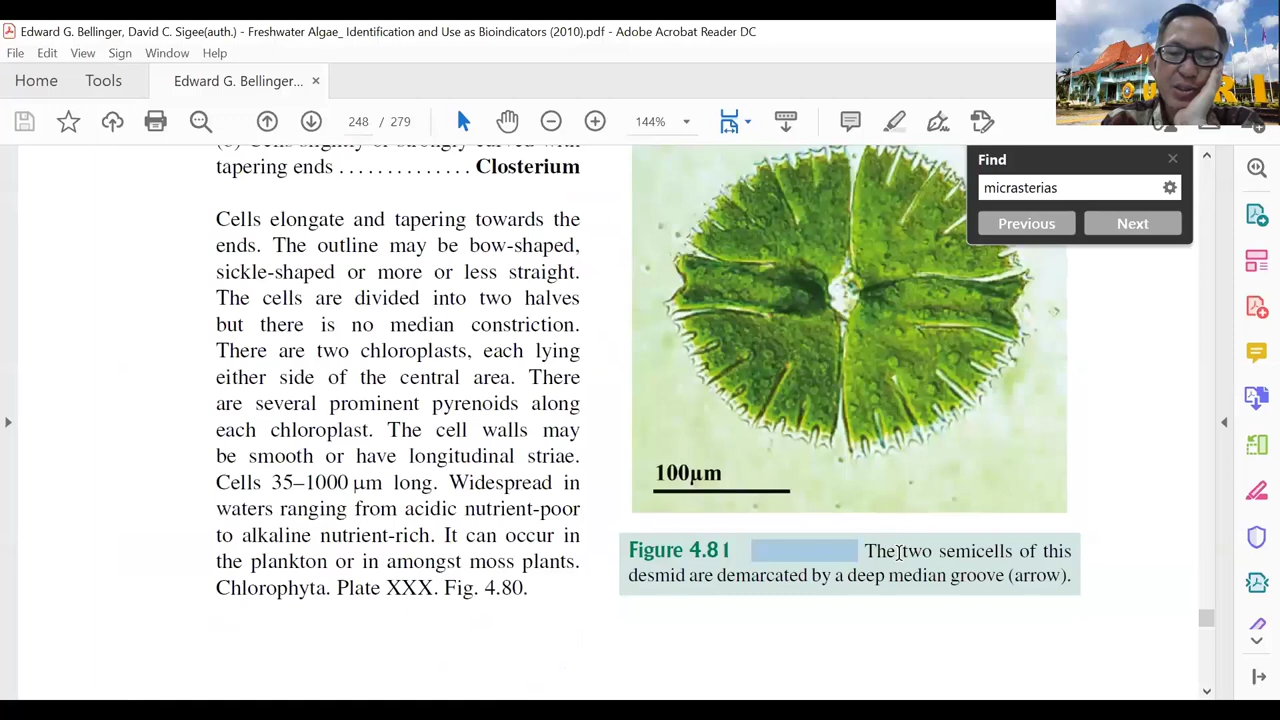 Edward G. Bellinger, David C. Sigee(auth.) - Freshwater Algae_ Identification and Use as Bioindicators (2010).pdf - Adobe Acrobat Reader DC
File Edit View Sign Window Help
Home Tools Edward G. Bellinger... ×
248 / 279 144%
tapering ends . . . . . . . . . . . . . . Closterium
Cells elongate and tapering towards the
ends. The outline may be bow-shaped,
sickle-shaped or more or less straight.
The cells are divided into two halves
but there is no median constriction.
There are two chloroplasts, each lying
either side of the central area. There
are several prominent pyrenoids along
each chloroplast. The cell walls may
be smooth or have longitudinal striae.
Cells 35–1000 µm long. Widespread in
waters ranging from acidic nutrient-poor
to alkaline nutrient-rich. It can occur in
the plankton or in amongst moss plants.
Chlorophyta. Plate XXX. Fig. 4.80.
Find
micrasterias
Previous Next
100µm
Figure 4.81 The two semicells of this
desmid are demarcated by a deep median groove (arrow).